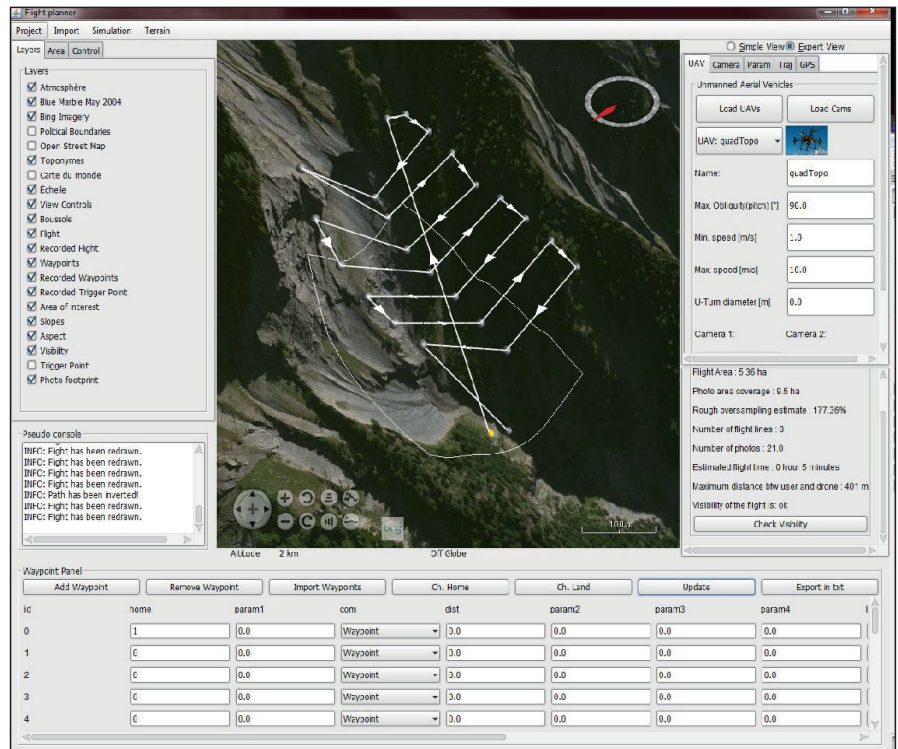 Flight planner
Project Import Simulation Terrain
Layers Area Control
Layers
Atmosphère
Blue Marble May 2004
Bing Imagery
Political Boundaries
Open Street Map
Toponymes
Carte du monde
Echele
View Controls
Boussole
Flight
Recorded Flight
Waypoints
Recorded Waypoints
Recorded Trigger Point
Area of interest
Slopes
Aspect
Visibility
Trigger Point
Photo footprint
Pseudo console
INFO: Flight has been redrawn.
INFO: Flight has been redrawn.
INFO: Flight has been redrawn.
INFO: Flight has been redrawn.
INFO: Path has been inverted!
INFO: Flight has been redrawn.
INFO: Flight has been redrawn.
bing
Altitude 2 km
Off Globe
Simple View Expert View
UAV Camera Param Traj GPS
Unmanned Aerial Vehicles
Load UAVs Load Cams
UAV: quadTopo
Name: quadTopo
Max. Obliquity(pitch) [°] 90.0
Min. speed [m/s] 1.0
Max. speed [m/s] 10.0
U-Turn diameter [m] 0.0
Camera 1: Camera 2:
Flight Area : 5.36 ha
Photo area coverage : 9.5 ha
Rough oversampling estimate : 177.36%
Number of flight lines : 8
Number of photos : 21.0
Estimated flight time : 0 hour 5 minutes
Maximum distance btw user and drone : 401 m
Visibility of the flight is: ok
Check Visibility
Waypoint Panel
Add Waypoint Remove Waypoint Import Waypoints Ch. Home Ch. Land Update Export in txt
id home param1 com dist param2 param3 param4
0 1 0.0 Waypoint 0.0 0.0 0.0 0.0
1 0 0.0 Waypoint 0.0 0.0 0.0 0.0
2 0 0.0 Waypoint 0.0 0.0 0.0 0.0
3 0 0.0 Waypoint 0.0 0.0 0.0 0.0
4 0 0.0 Waypoint 0.0 0.0 0.0 0.0